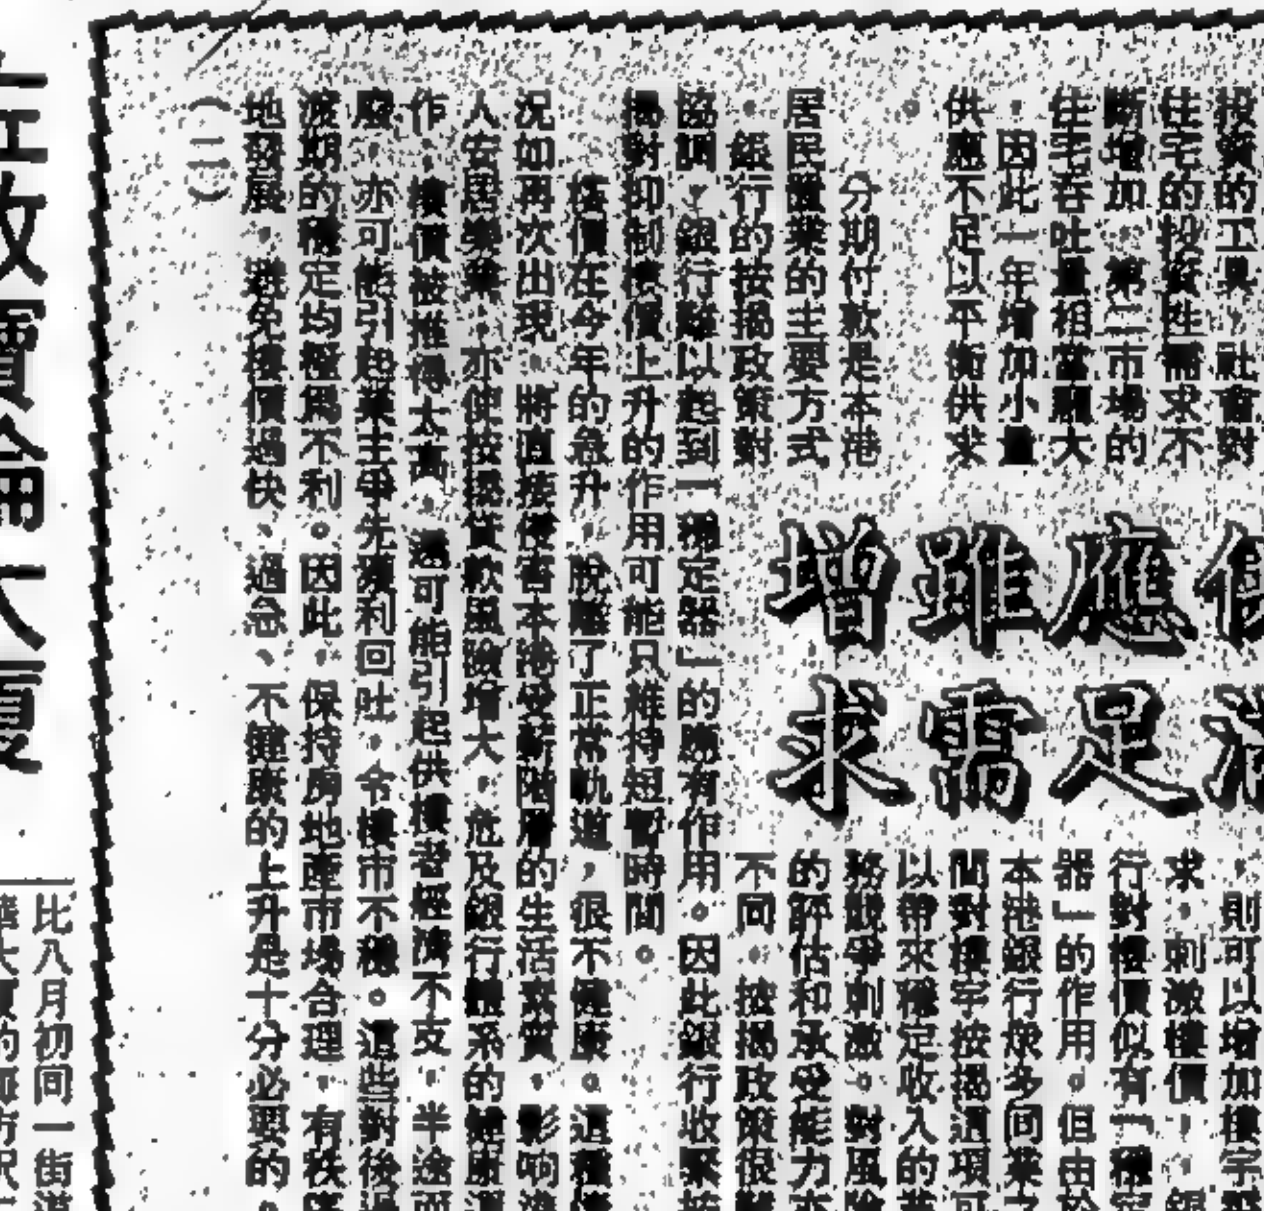 投資的工具，社會對
住宅的投資性需求不
斷增加，第二市場的
住宅吞吐量相當龐大
，因此一年增加小量
供應不足以平衡供求
。
分期付款是本港
居民置業的主要方式
，銀行的按揭政策對
應雖增
足需求
，則可以增加樓宇
求，刺激樓價，銀
行對樓價似有「穩定
器」的作用。但由於
本港銀行眾多同業之
間對樓宇按揭這項可
以帶來穩定收入的業
務競爭刺激。對風險
的評估和承受能力亦
不同，按揭政策很難
協調，銀行難以起到「穩定器」的應有作用。因此銀行收緊按
揭對抑制樓價上升的作用可能只維持短暫時間。
樓價在今年的急升，脫離了正常軌道，很不健康。這種
況如再次出現，將直接損害本港受薪階層的生活素質，影响
人安居樂業，亦使按揭貸款風險增大，危及銀行體系的健康運
作，樓價被推得太高，還可能引起供樓者經濟不支，半途而
廢，亦可能引起業主爭先獲利回吐，令樓市不穩。這些對後過
渡期的穩定均極為不利。因此，保持房地產市場合理，有秩
地發展，避免樓價過快、過急、不健康的上升是十分必要的。
（二）
比八月初同一街道